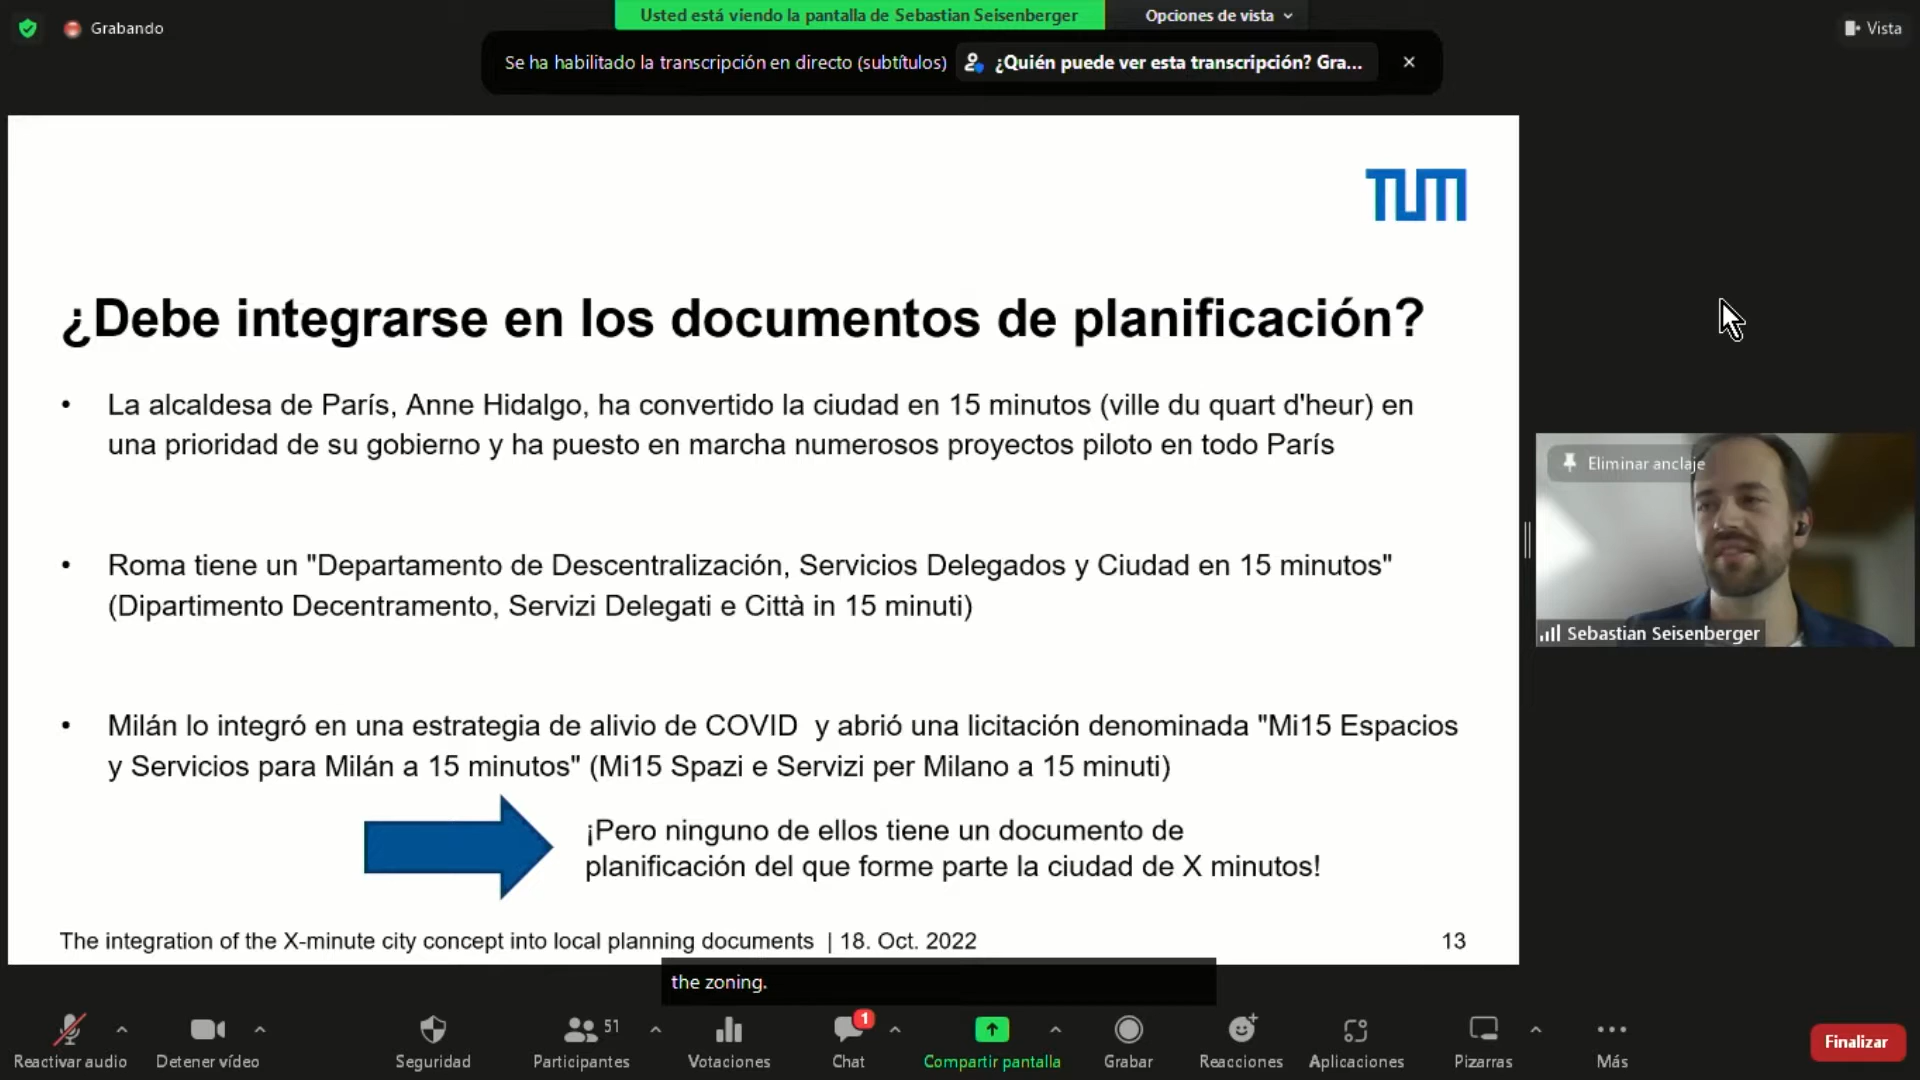 Grabando
Usted está viendo la pantalla de Sebastian Seisenberger
Opciones de vista
Vista
Se ha habilitado la transcripción en directo (subtítulos)
¿Quién puede ver esta transcripción? Gra...
TUM
¿Debe integrarse en los documentos de planificación?
• La alcaldesa de París, Anne Hidalgo, ha convertido la ciudad en 15 minutos (ville du quart d'heur) en
una prioridad de su gobierno y ha puesto en marcha numerosos proyectos piloto en todo París
• Roma tiene un "Departamento de Descentralización, Servicios Delegados y Ciudad en 15 minutos"
(Dipartimento Decentramento, Servizi Delegati e Città in 15 minuti)
• Milán lo integró en una estrategia de alivio de COVID y abrió una licitación denominada "Mi15 Espacios
y Servicios para Milán a 15 minutos" (Mi15 Spazi e Servizi per Milano a 15 minuti)
¡Pero ninguno de ellos tiene un documento de
planificación del que forme parte la ciudad de X minutos!
The integration of the X-minute city concept into local planning documents | 18. Oct. 2022
13
Eliminar anclaje
Sebastian Seisenberger
the zoning.
Reactivar audio
Detener vídeo
Seguridad
Participantes
51
Votaciones
Chat
1
Compartir pantalla
Grabar
Reacciones
Aplicaciones
Pizarras
Más
Finalizar